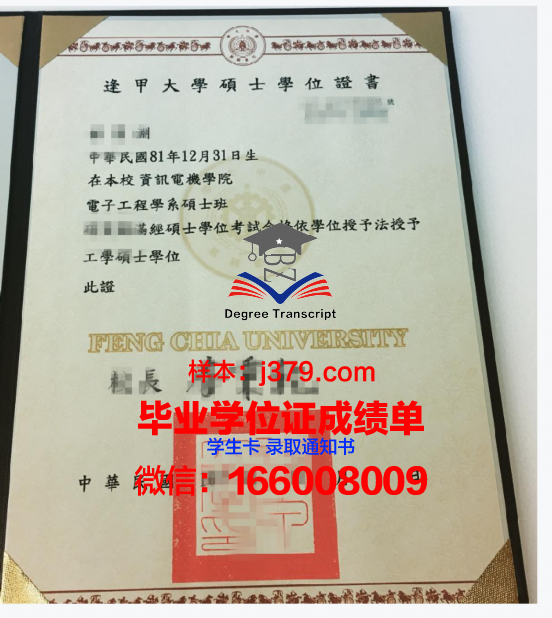 逢甲大學碩士學位證書
號
中華民國81年12月31日生
在本校 資訊電機學院
電子工程學系碩士班
經碩士學位考試合格依學位授予法授予
工學碩士學位
此證
BZ
Degree Transcript
FENG CHIA UNIVERSITY
校長
样本：j379.com
毕业学位证成绩单
学生卡 录取通知书
中華民國 月 日
微信：166008009